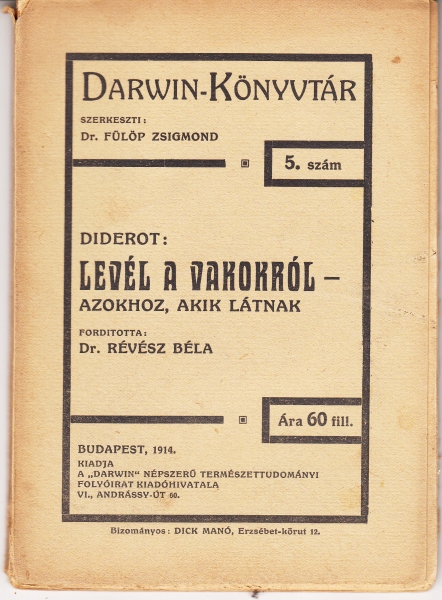 DARWIN-KÖNYVTÁR
SZERKESZTI:
Dr. FÜLÖP ZSIGMOND
5. szám
DIDEROT:
LEVÉL A VAKOKRÓL –
AZOKHOZ, AKIK LÁTNAK
FORDITOTTA:
Dr. RÉVÉSZ BÉLA
Ára 60 fill.
BUDAPEST, 1914.
KIADJA
A „DARWIN" NÉPSZERŰ TERMÉSZETTUDOMÁNYI
FOLYÓIRAT KIADÓHIVATALA
VI., ANDRÁSSY-ÚT 60.
Bizományos: DICK MANÓ, Erzsébet-körut 12.